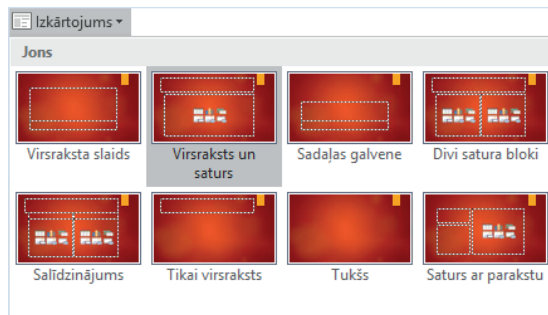 Izkārtojums
Jons
Virsraksta slaids
Virsraksts un
saturs
Sadaļas galvene
Divi satura bloki
Salīdzinājums
Tikai virsraksts
Tukšs
Saturs ar parakstu